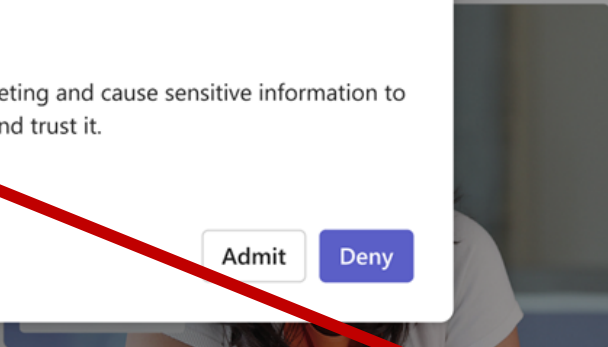 eting and cause sensitive information to
nd trust it.
Admit
Deny